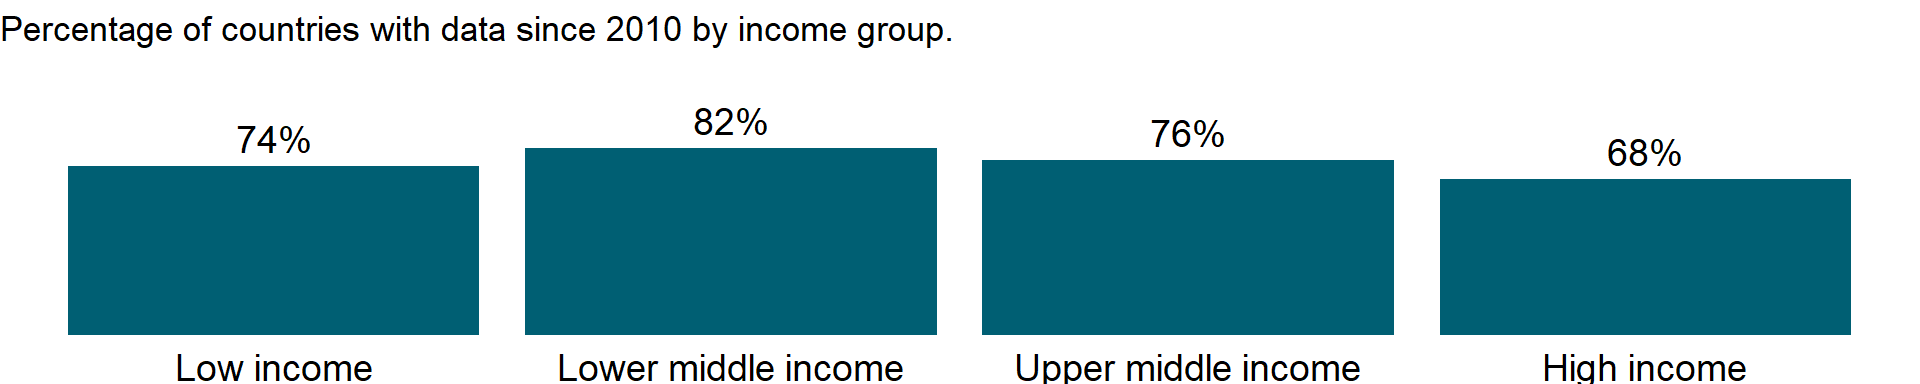 Percentage of countries with data since 2010 by income group.
74%
82%
76%
68%
Low income
Lower middle income
Upper middle income
High income